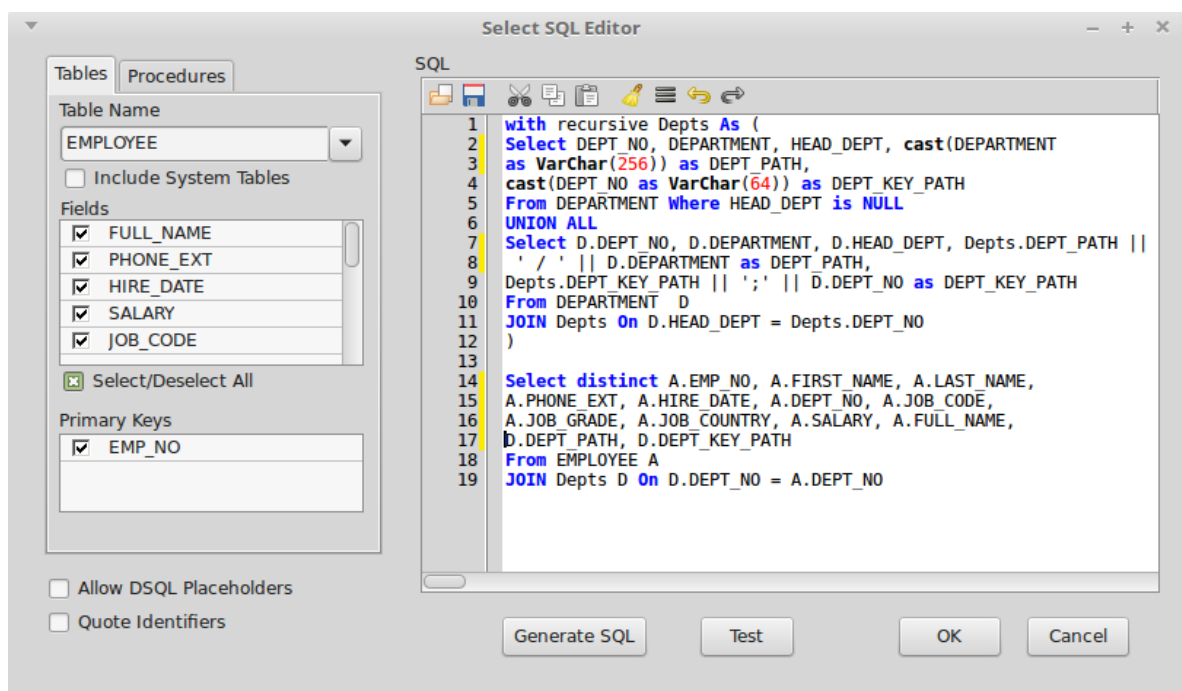 Select SQL Editor
Tables
Procedures
Table Name
EMPLOYEE
Include System Tables
Fields
FULL_NAME
PHONE_EXT
HIRE_DATE
SALARY
JOB_CODE
Select/Deselect All
Primary Keys
EMP_NO
Allow DSQL Placeholders
Quote Identifiers
SQL
1 with recursive Depts As (
2 Select DEPT_NO, DEPARTMENT, HEAD_DEPT, cast(DEPARTMENT
3 as VarChar(256)) as DEPT_PATH,
4 cast(DEPT_NO as VarChar(64)) as DEPT_KEY_PATH
5 From DEPARTMENT Where HEAD_DEPT is NULL
6 UNION ALL
7 Select D.DEPT_NO, D.DEPARTMENT, D.HEAD_DEPT, Depts.DEPT_PATH ||
8 ' / ' || D.DEPARTMENT as DEPT_PATH,
9 Depts.DEPT_KEY_PATH || ';' || D.DEPT_NO as DEPT_KEY_PATH
10 From DEPARTMENT  D
11 JOIN Depts On D.HEAD_DEPT = Depts.DEPT_NO
12 )
13
14 Select distinct A.EMP_NO, A.FIRST_NAME, A.LAST_NAME,
15 A.PHONE_EXT, A.HIRE_DATE, A.DEPT_NO, A.JOB_CODE,
16 A.JOB_GRADE, A.JOB_COUNTRY, A.SALARY, A.FULL_NAME,
17 D.DEPT_PATH, D.DEPT_KEY_PATH
18 From EMPLOYEE A
19 JOIN Depts D On D.DEPT_NO = A.DEPT_NO
Generate SQL
Test
OK
Cancel